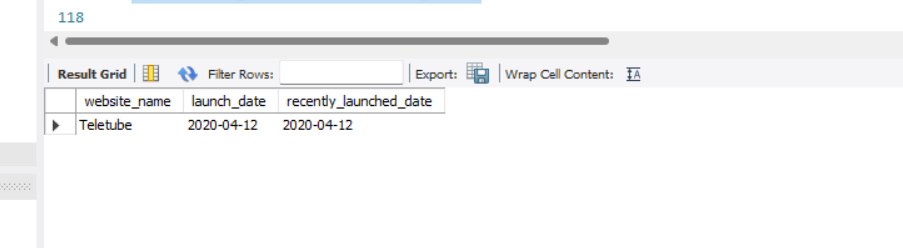 118
Result Grid Filter Rows: Export: Wrap Cell Content: IA
website_name launch_date recently_launched_date
Teletube 2020-04-12 2020-04-12